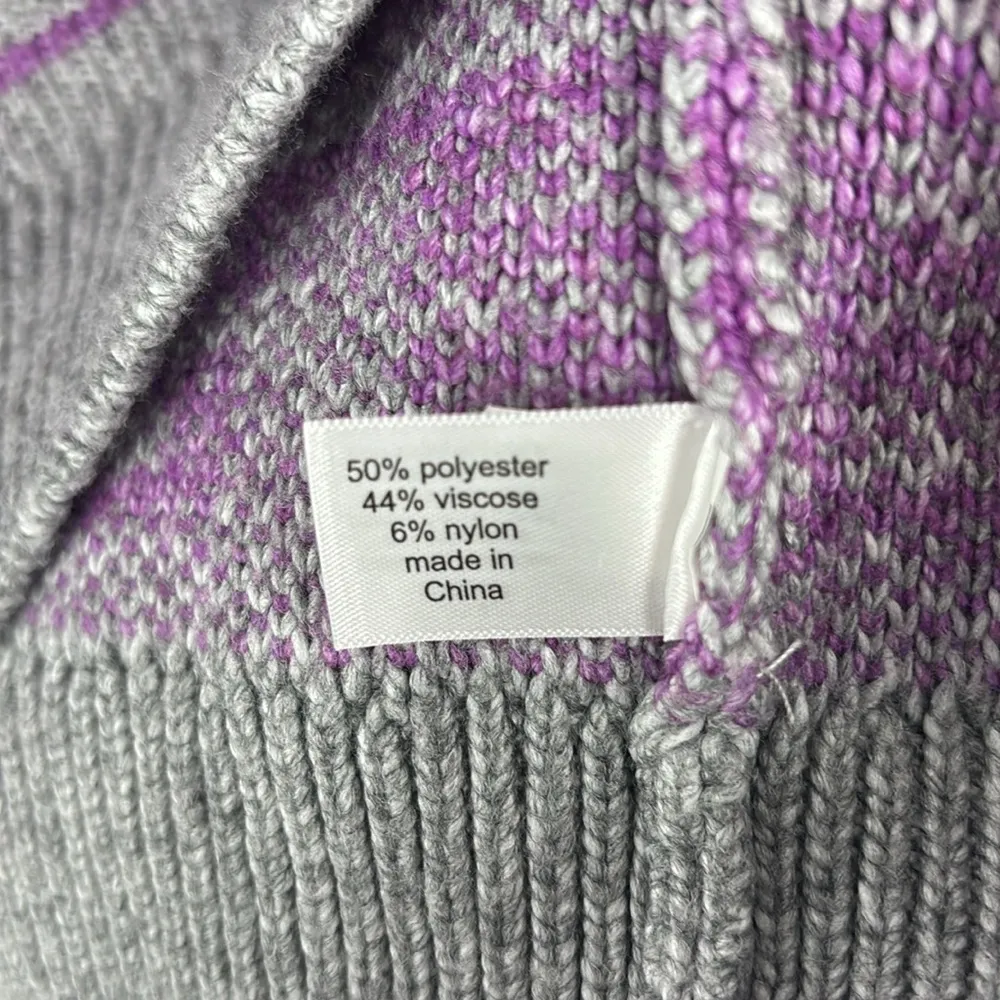 50% polyester
44% viscose
6% nylon
made in
China